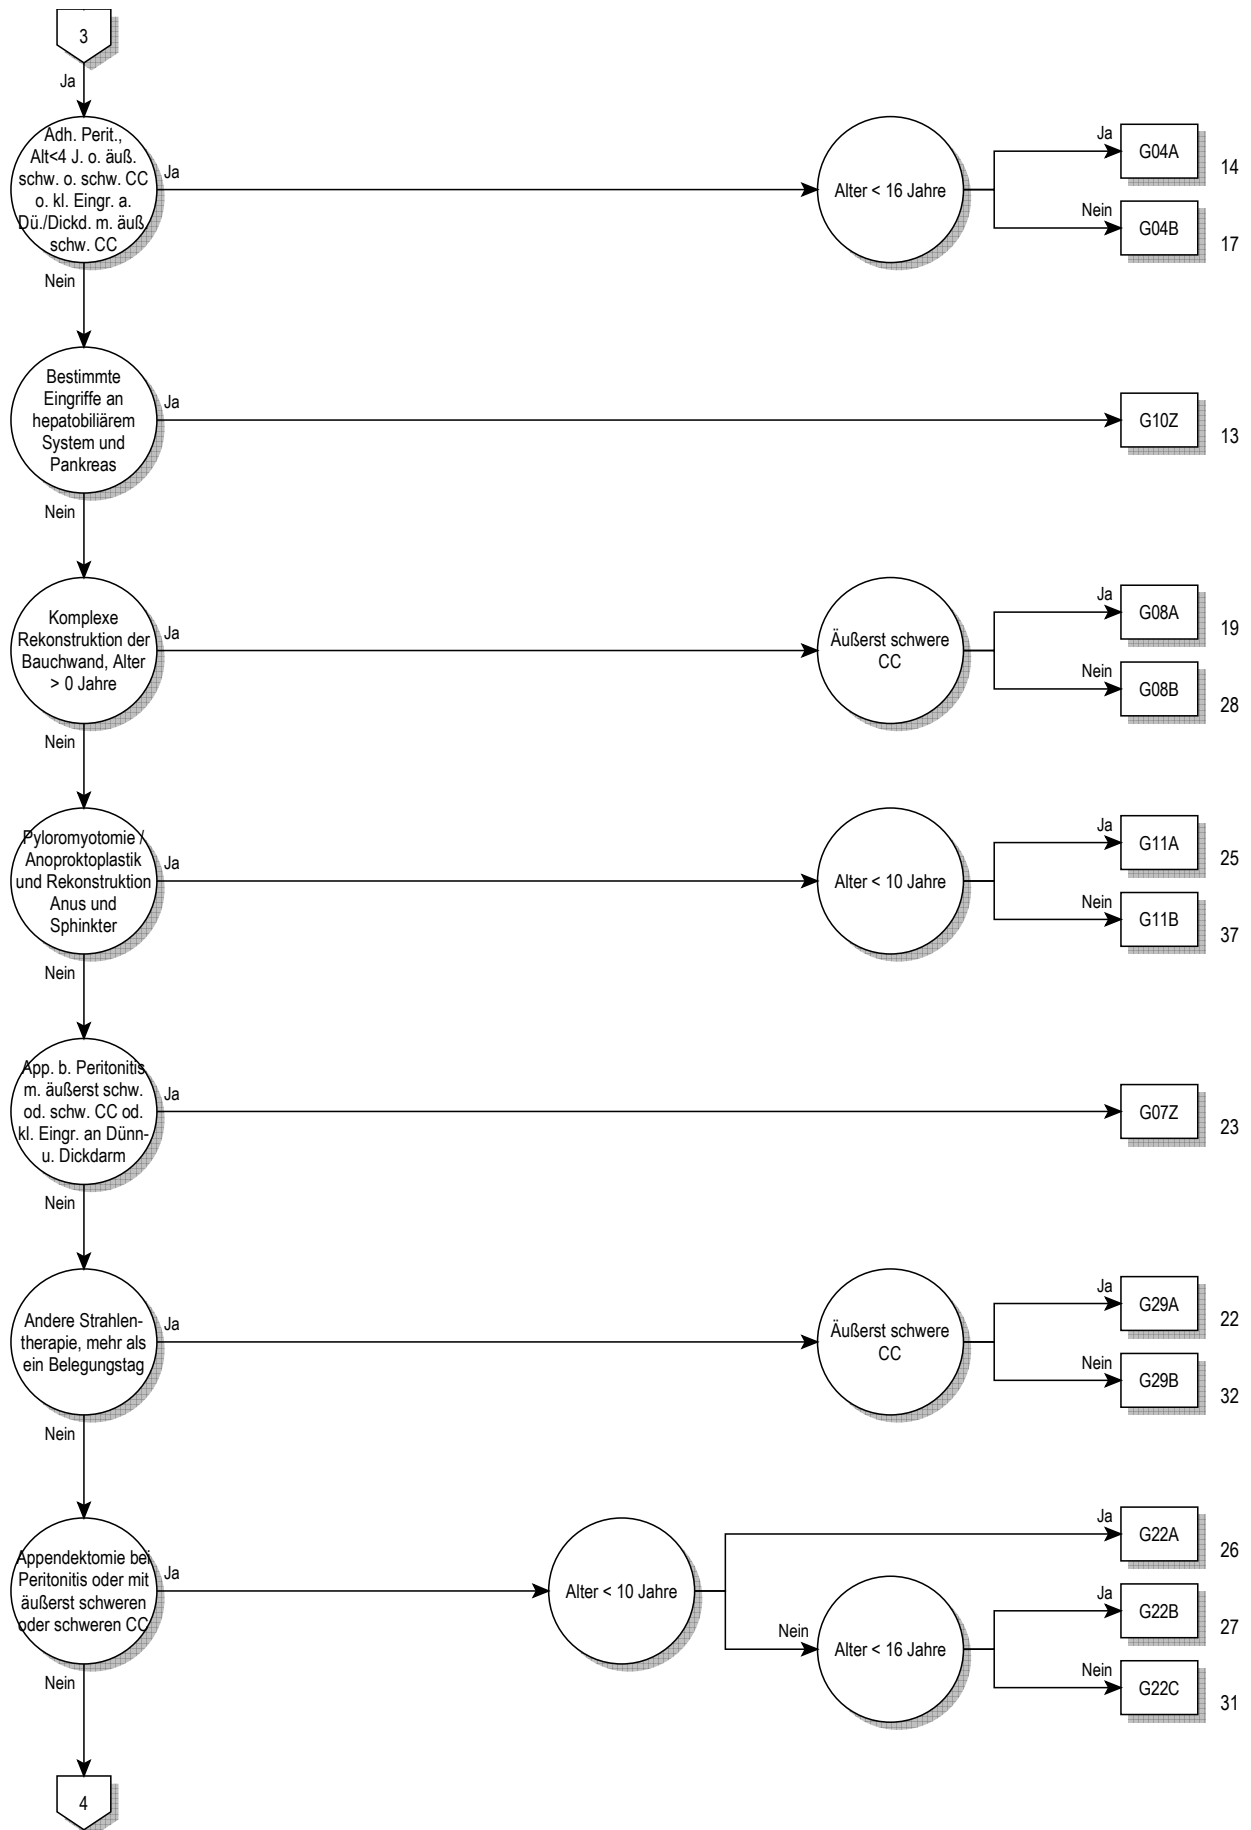 3
Ja
Adh. Perit.,
Alt<4 J. o. äuß.
schw. o. schw. CC
o. kl. Eingr. a.
Dü./Dickd. m. äuß.
schw. CC
Ja
Alter < 16 Jahre
Ja
G04A
14
Nein
G04B
17
Nein
Bestimmte
Eingriffe an
hepatobiliärem
System und
Pankreas
Ja
G10Z
13
Nein
Komplexe
Rekonstruktion der
Bauchwand, Alter
> 0 Jahre
Ja
Äußerst schwere
CC
Ja
G08A
19
Nein
G08B
28
Nein
Pyloromyotomie /
Anoproktoplastik
und Rekonstruktion
Anus und
Sphinkter
Ja
Alter < 10 Jahre
Ja
G11A
25
Nein
G11B
37
Nein
App. b. Peritonitis
m. äußerst schw.
od. schw. CC od.
kl. Eingr. an Dünn-
u. Dickdarm
Ja
G07Z
23
Nein
Andere Strahlen-
therapie, mehr als
ein Belegungstag
Ja
Äußerst schwere
CC
Ja
G29A
22
Nein
G29B
32
Nein
Appendektomie bei
Peritonitis oder mit
äußerst schweren
oder schweren CC
Ja
Alter < 10 Jahre
Ja
G22A
26
Nein
Alter < 16 Jahre
Ja
G22B
27
Nein
G22C
31
Nein
4